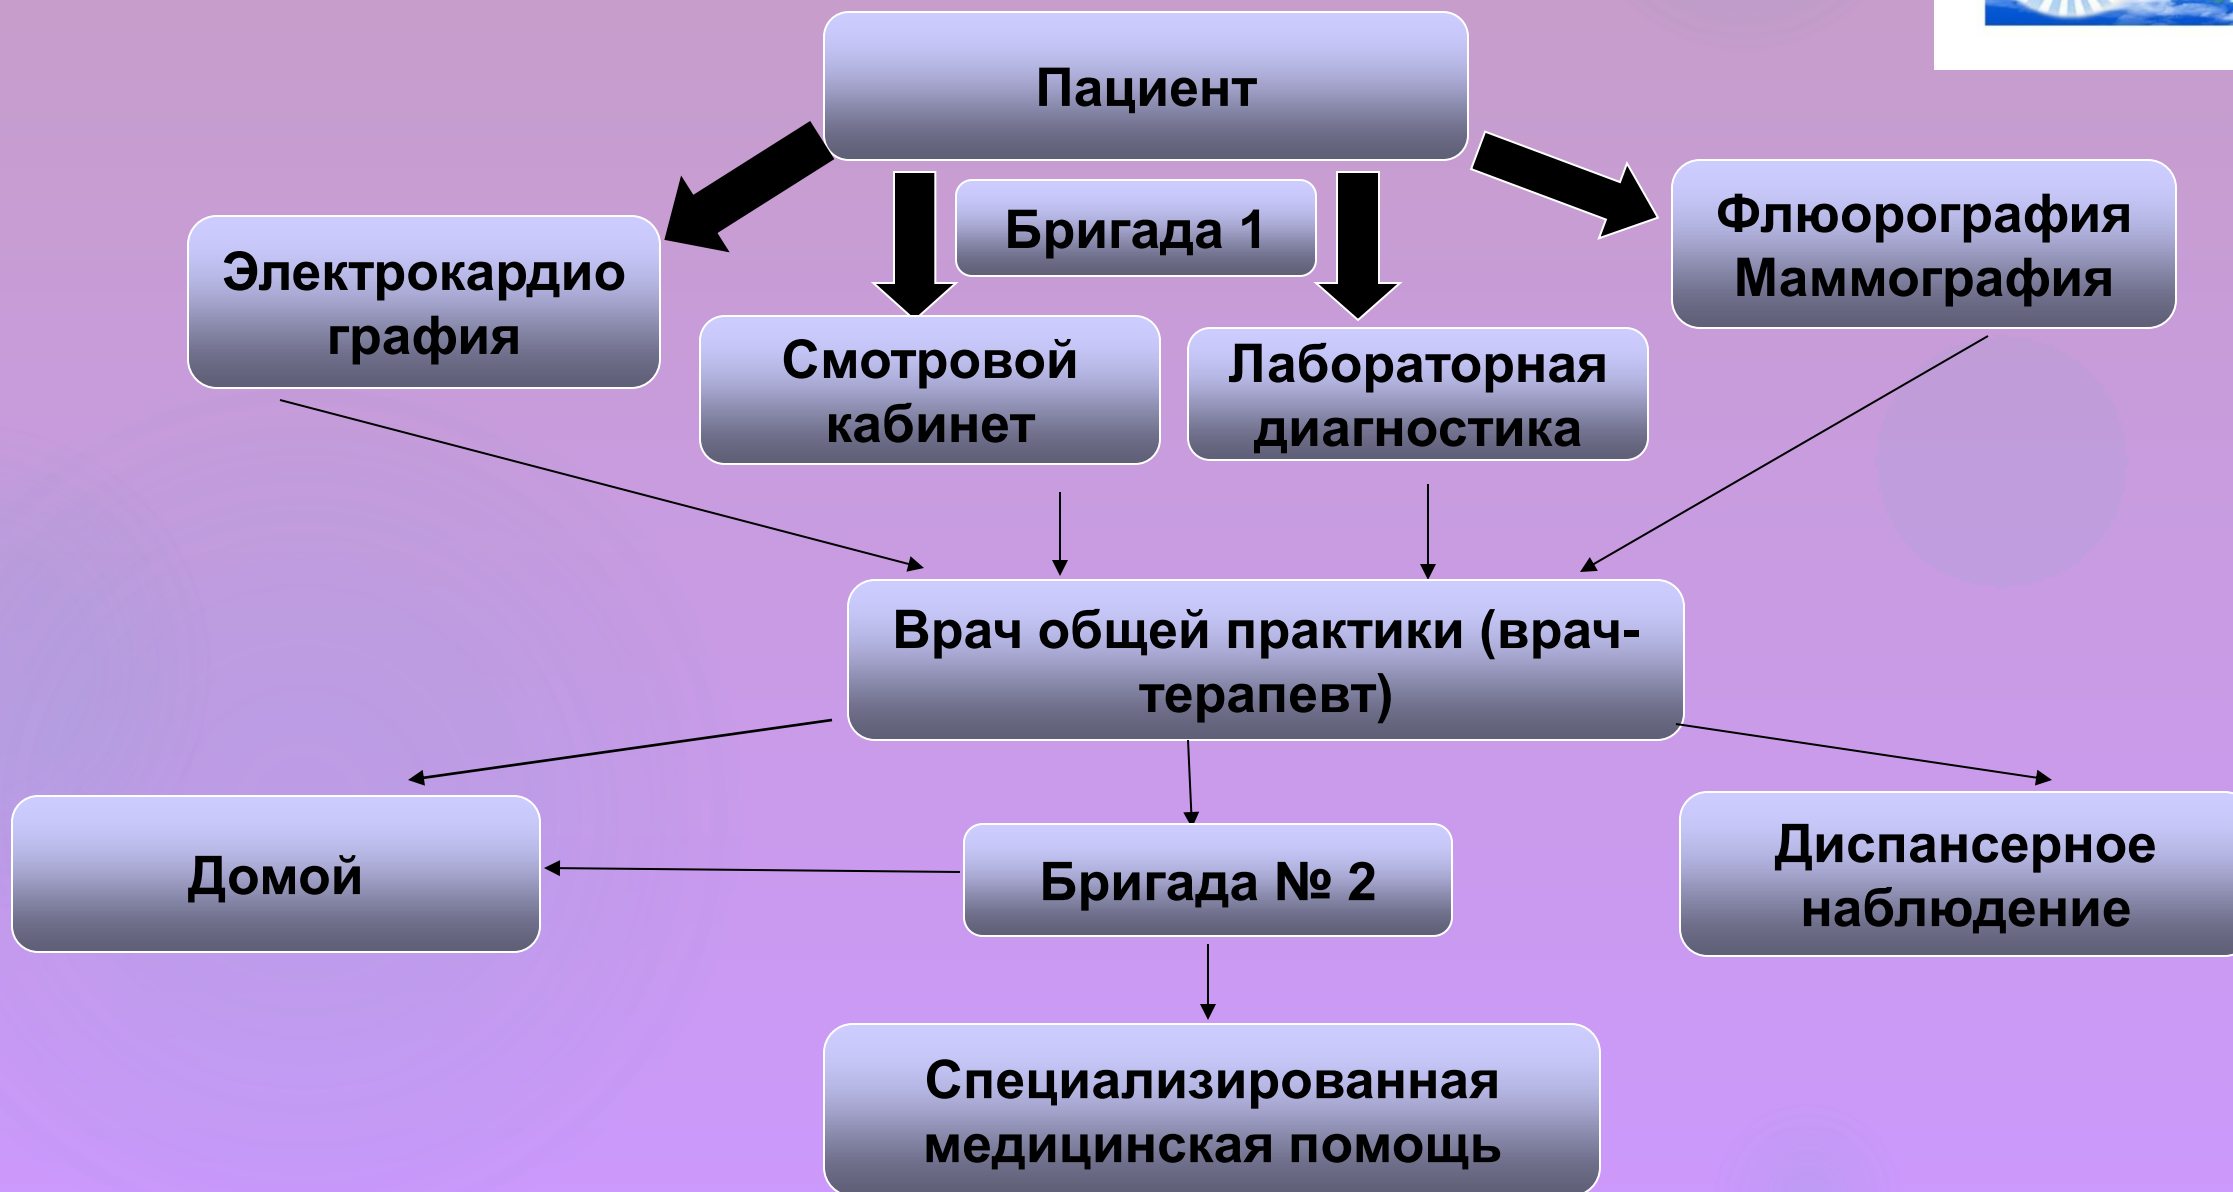 Пациент
Бригада 1
Электрокардио
графия
Смотровой
кабинет
Лабораторная
диагностика
Флюорография
Маммография
Врач общей практики (врач-
терапевт)
Домой
Бригада № 2
Диспансерное
наблюдение
Специализированная
медицинская помощь